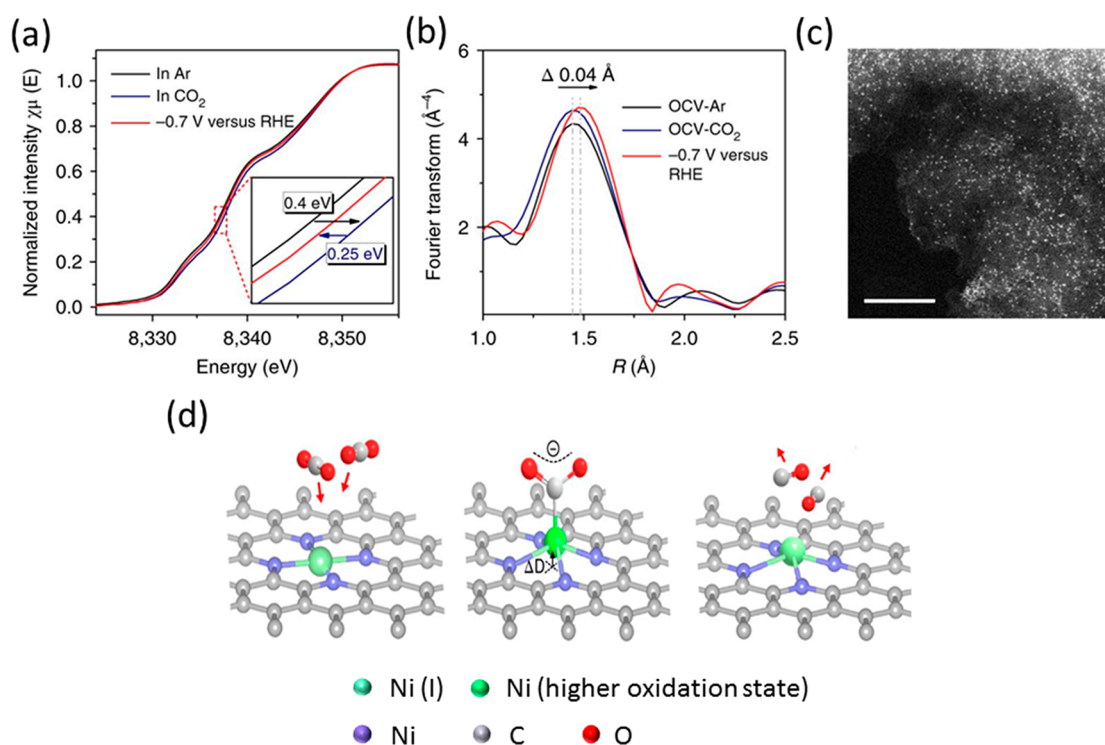 (a)
In Ar
In CO₂
−0.7 V versus RHE
0.4 eV
0.25 eV
Normalized intensity χμ (E)
1.0
0.8
0.6
0.4
0.2
0.0
8,330
8,340
8,350
Energy (eV)
(b)
Δ 0.04 Å
OCV-Ar
OCV-CO₂
−0.7 V versus
RHE
Fourier transform (Å⁻⁴)
6
4
2
1.0
1.5
2.0
2.5
R (Å)
(c)
(d)
Θ
ΔD
Ni (I)
Ni (higher oxidation state)
Ni
C
O